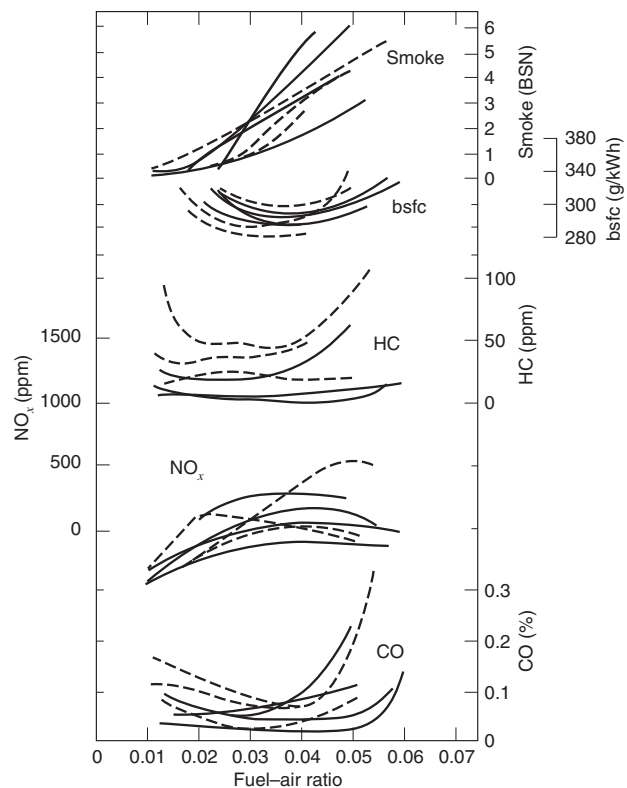 Smoke
6
5
4
3
2
1
0
Smoke (BSN)
380
340
300
280
bsfc (g/kWh)
bsfc
100
50
0
HC (ppm)
HC
1500
1000
500
0
NOx (ppm)
NOx
0.3
0.2
0.1
0
CO (%)
CO
0 0.01 0.02 0.03 0.04 0.05 0.06 0.07
Fuel–air ratio